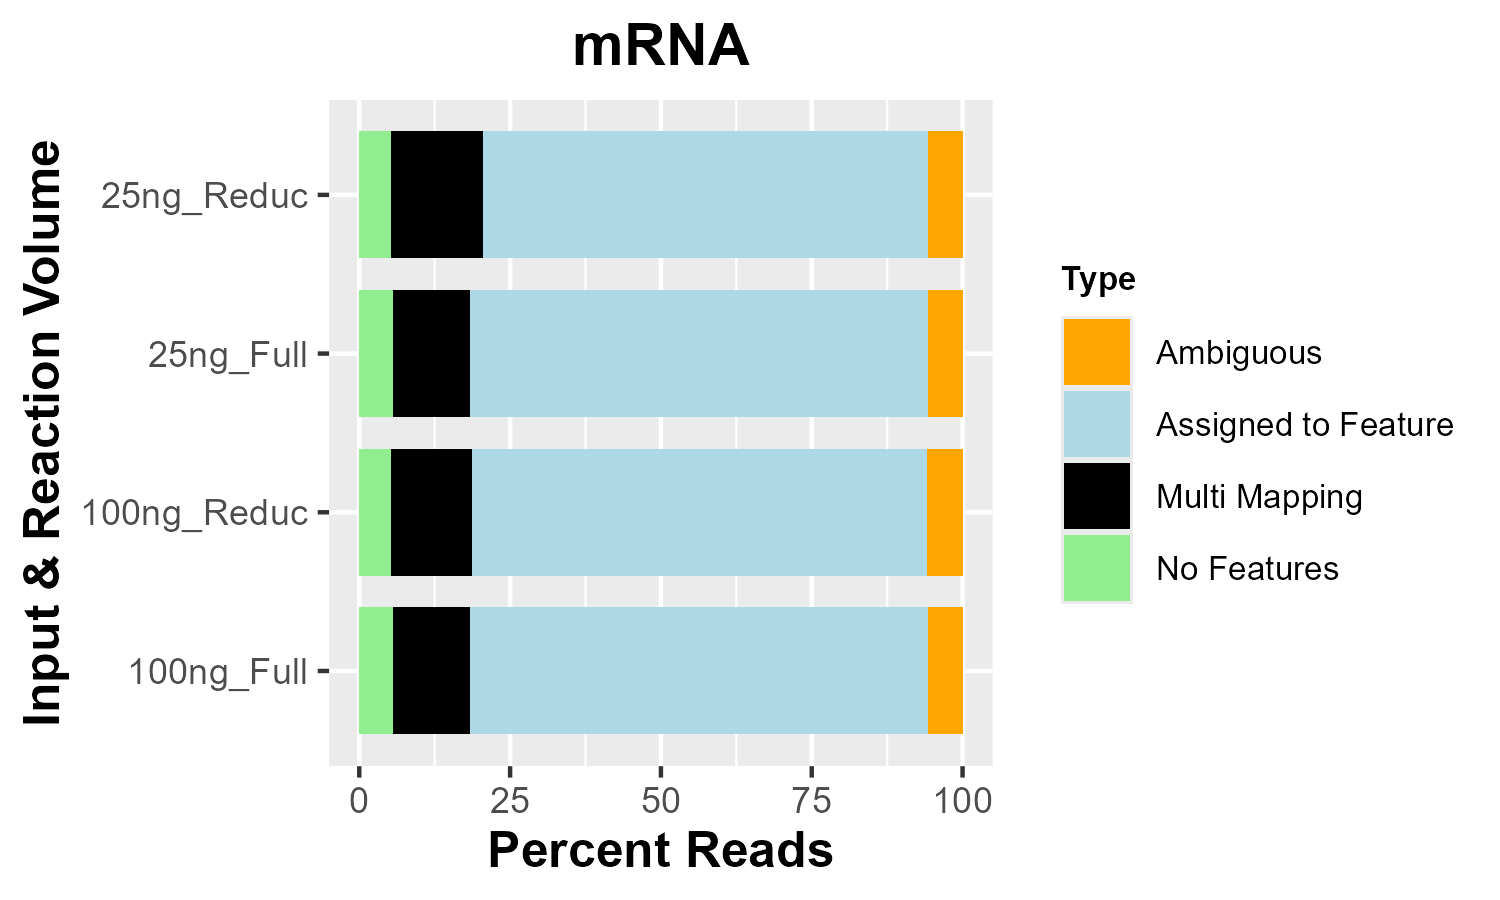 mRNA
Input & Reaction Volume
25ng_Reduc
25ng_Full
100ng_Reduc
100ng_Full
0 25 50 75 100
Percent Reads
Type
Ambiguous
Assigned to Feature
Multi Mapping
No Features